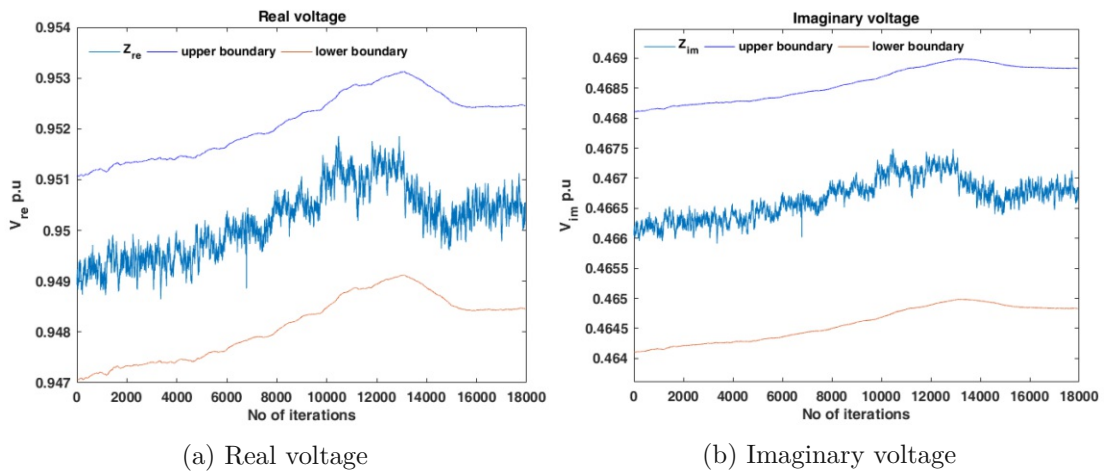 Real voltage
Z_re upper boundary lower boundary
0.954
0.953
0.952
0.951
0.95
0.949
0.948
0.947
V_re p.u
0 2000 4000 6000 8000 10000 12000 14000 16000 18000
No of iterations
(a) Real voltage
Imaginary voltage
Z_im upper boundary lower boundary
0.469
0.4685
0.468
0.4675
0.467
0.4665
0.466
0.4655
0.465
0.4645
0.464
V_im p.u
0 2000 4000 6000 8000 10000 12000 14000 16000 18000
No of iterations
(b) Imaginary voltage